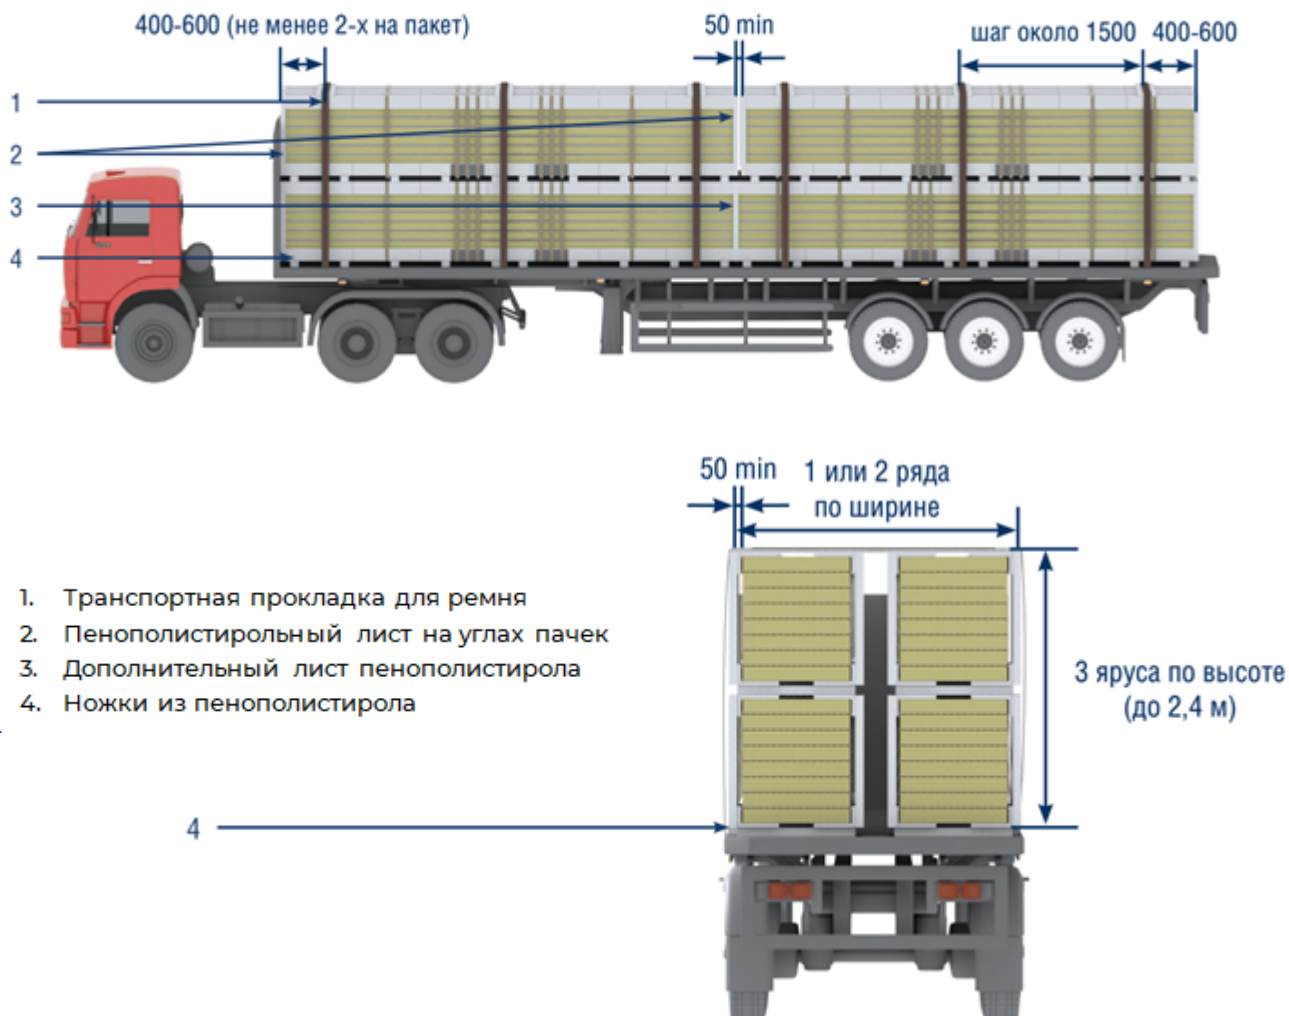 400-600 (не менее 2-х на пакет)
50 min
шаг около 1500
400-600
1
2
3
4
50 min
1 или 2 ряда
по ширине
1. Транспортная прокладка для ремня
2. Пенополистирольный лист на углах пачек
3. Дополнительный лист пенополистирола
4. Ножки из пенополистирола
3 яруса по высоте
(до 2,4 м)
4